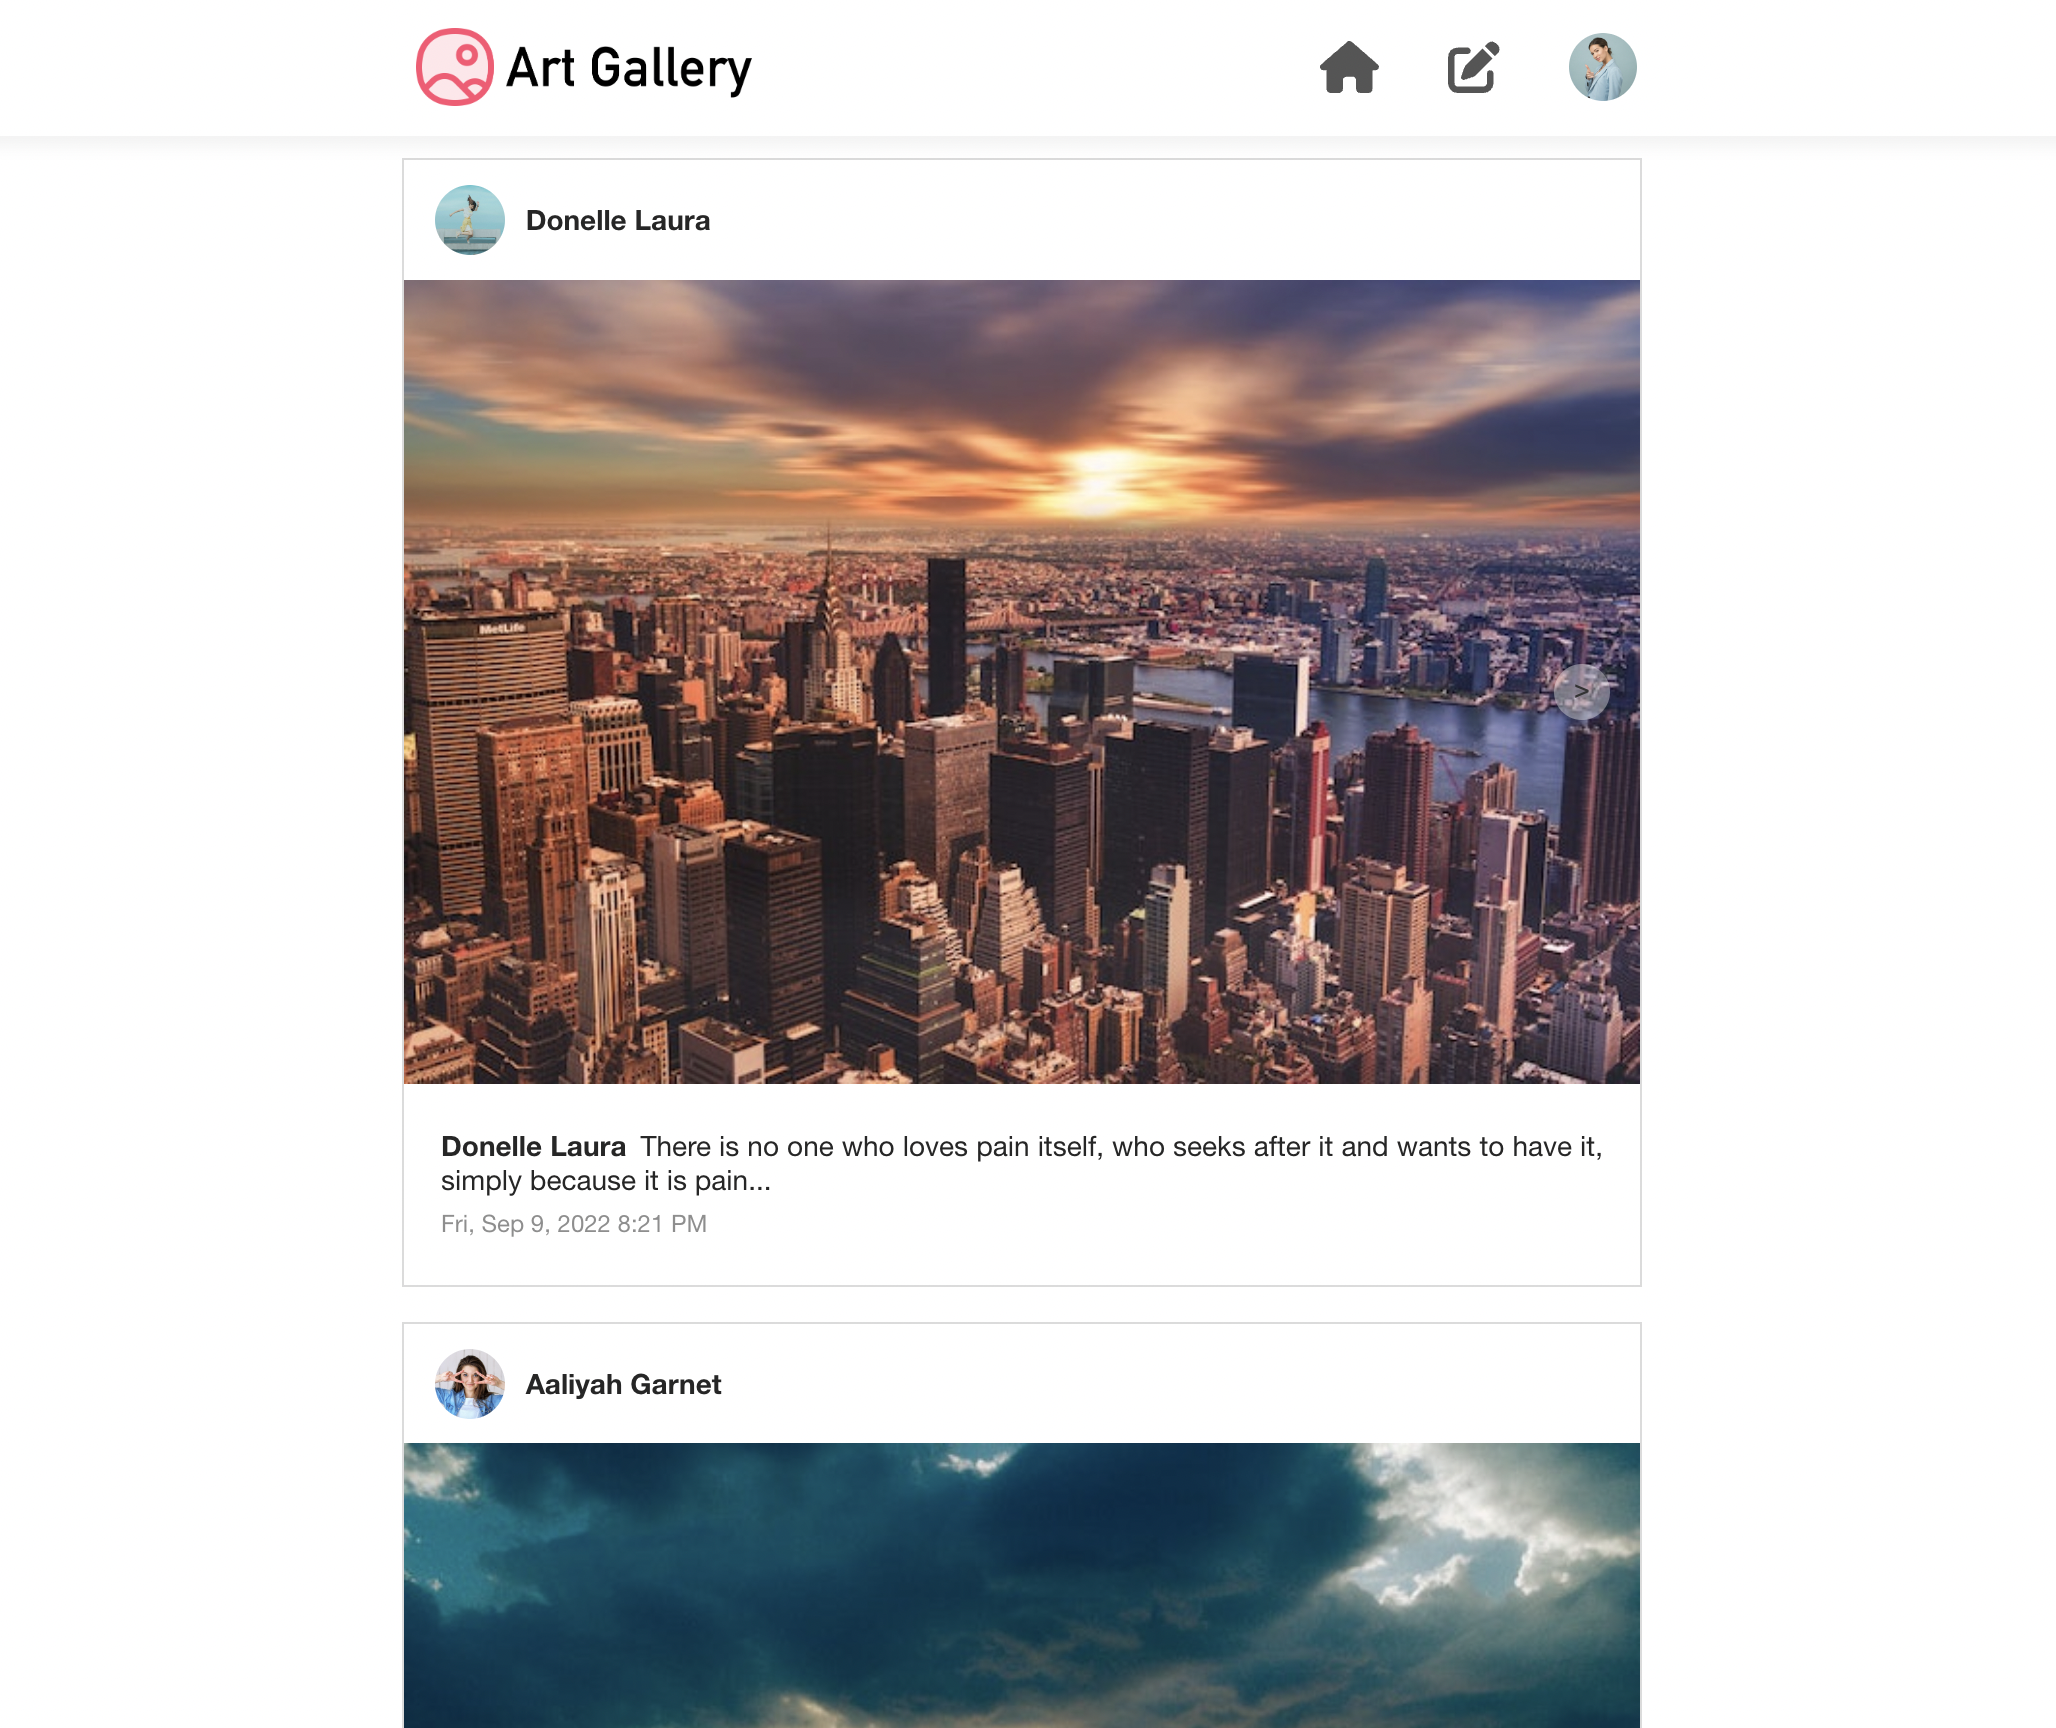 Art Gallery
Donelle Laura
MetLife
>
Donelle Laura There is no one who loves pain itself, who seeks after it and wants to have it,
simply because it is pain...
Fri, Sep 9, 2022 8:21 PM
Aaliyah Garnet